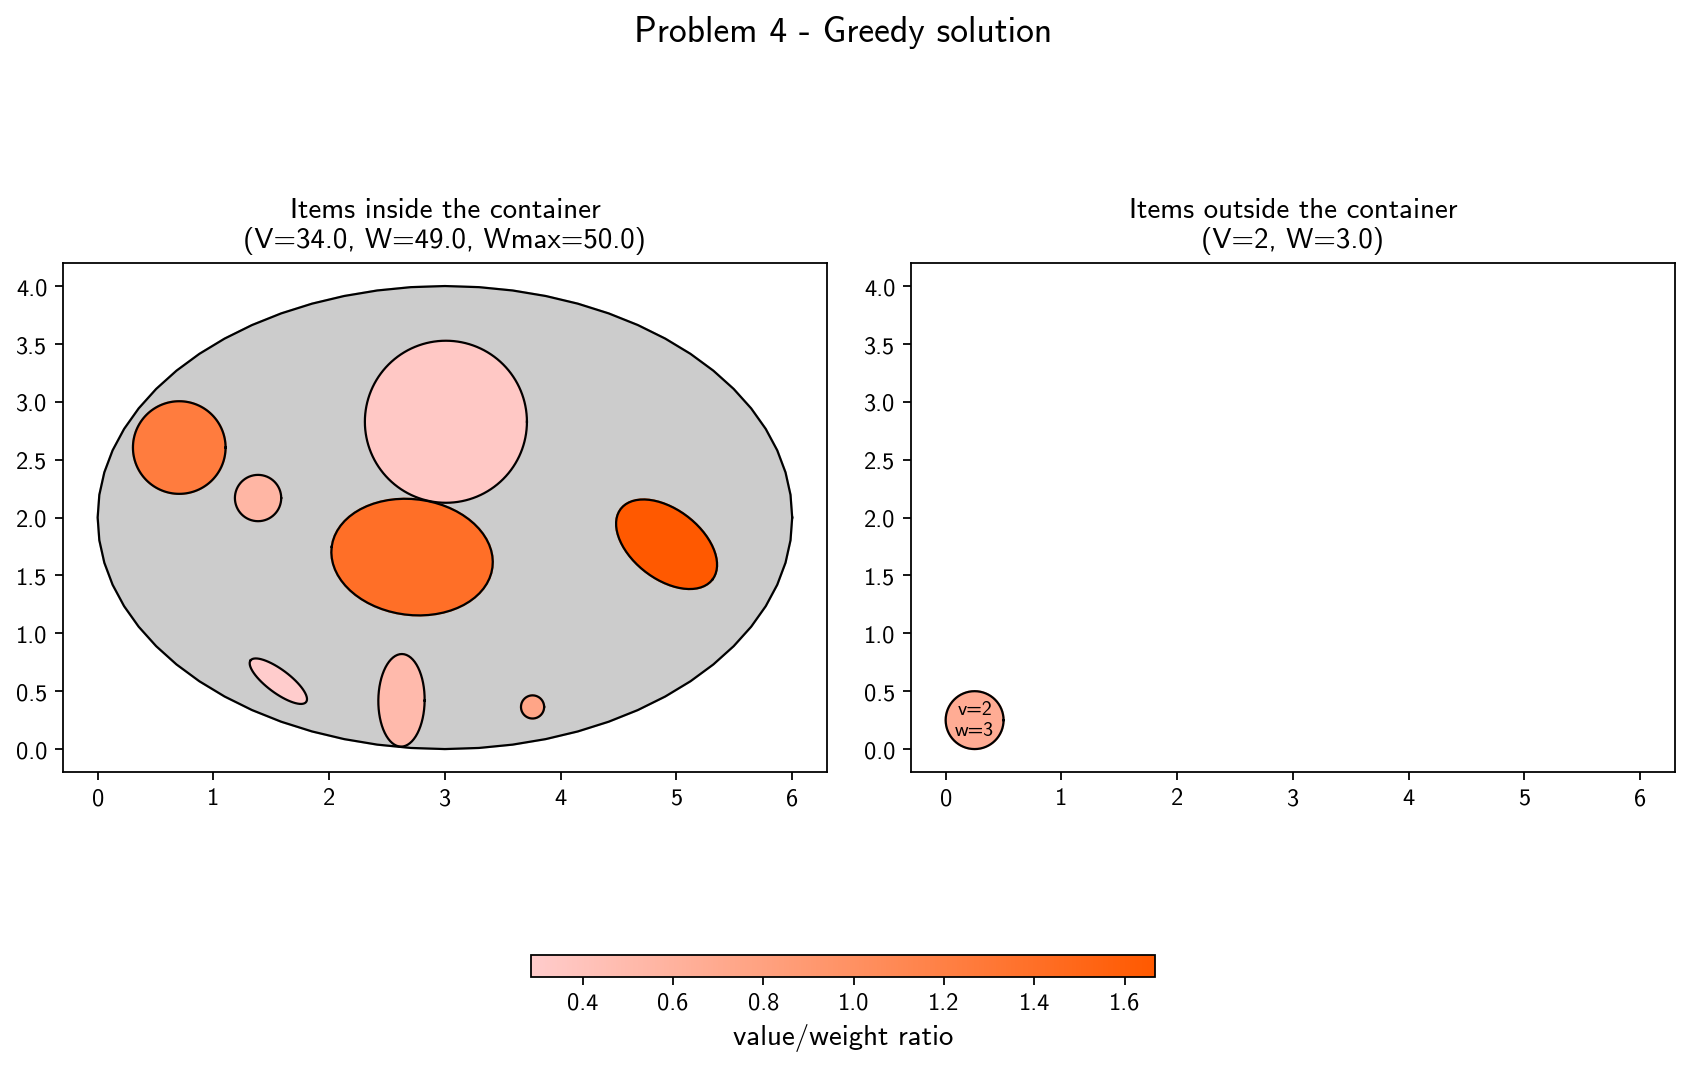 Problem 4 - Greedy solution
Items inside the container
(V=34.0, W=49.0, Wmax=50.0)
4.0
3.5
3.0
2.5
2.0
1.5
1.0
0.5
0.0
0 1 2 3 4 5 6
Items outside the container
(V=2, W=3.0)
4.0
3.5
3.0
2.5
2.0
1.5
1.0
0.5
0.0
v=2
w=3
0 1 2 3 4 5 6
0.4 0.6 0.8 1.0 1.2 1.4 1.6
value/weight ratio